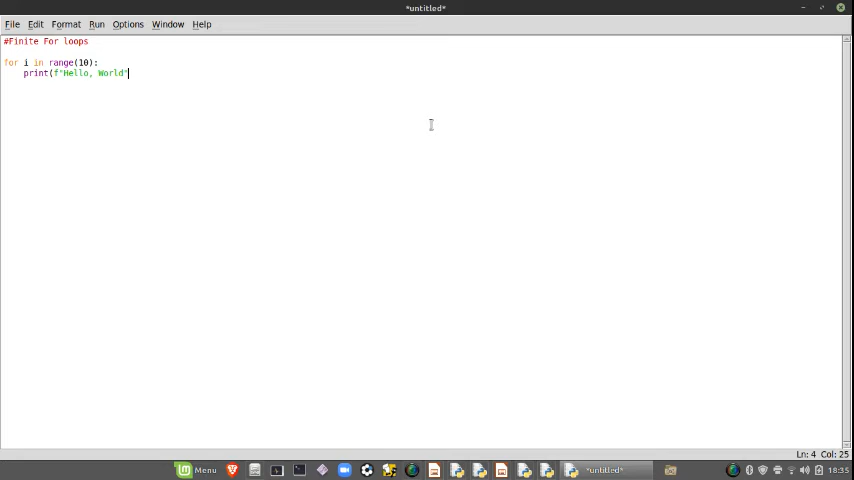 *untitled*
File Edit Format Run Options Window Help
#Finite For loops
for i in range(10):
    print(f"Hello, World"
Ln: 4 Col: 25
Menu *untitled* 18:35